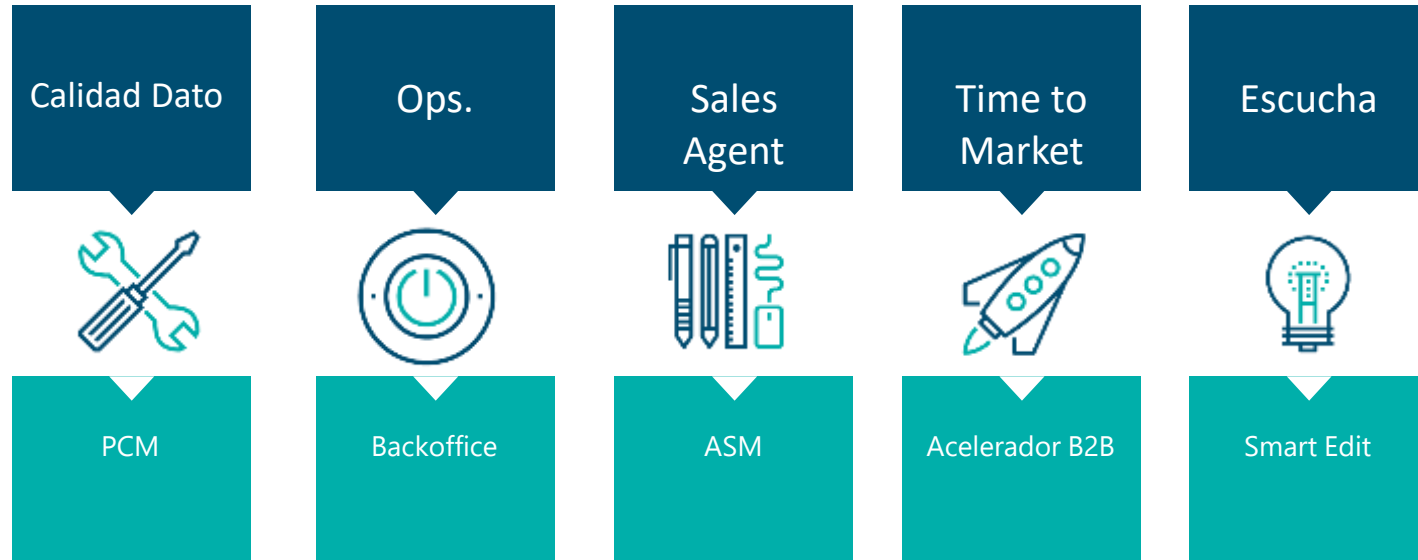 Calidad Dato
Ops.
Sales
Agent
Time to
Market
Escucha
PCM
Backoffice
ASM
Acelerador B2B
Smart Edit